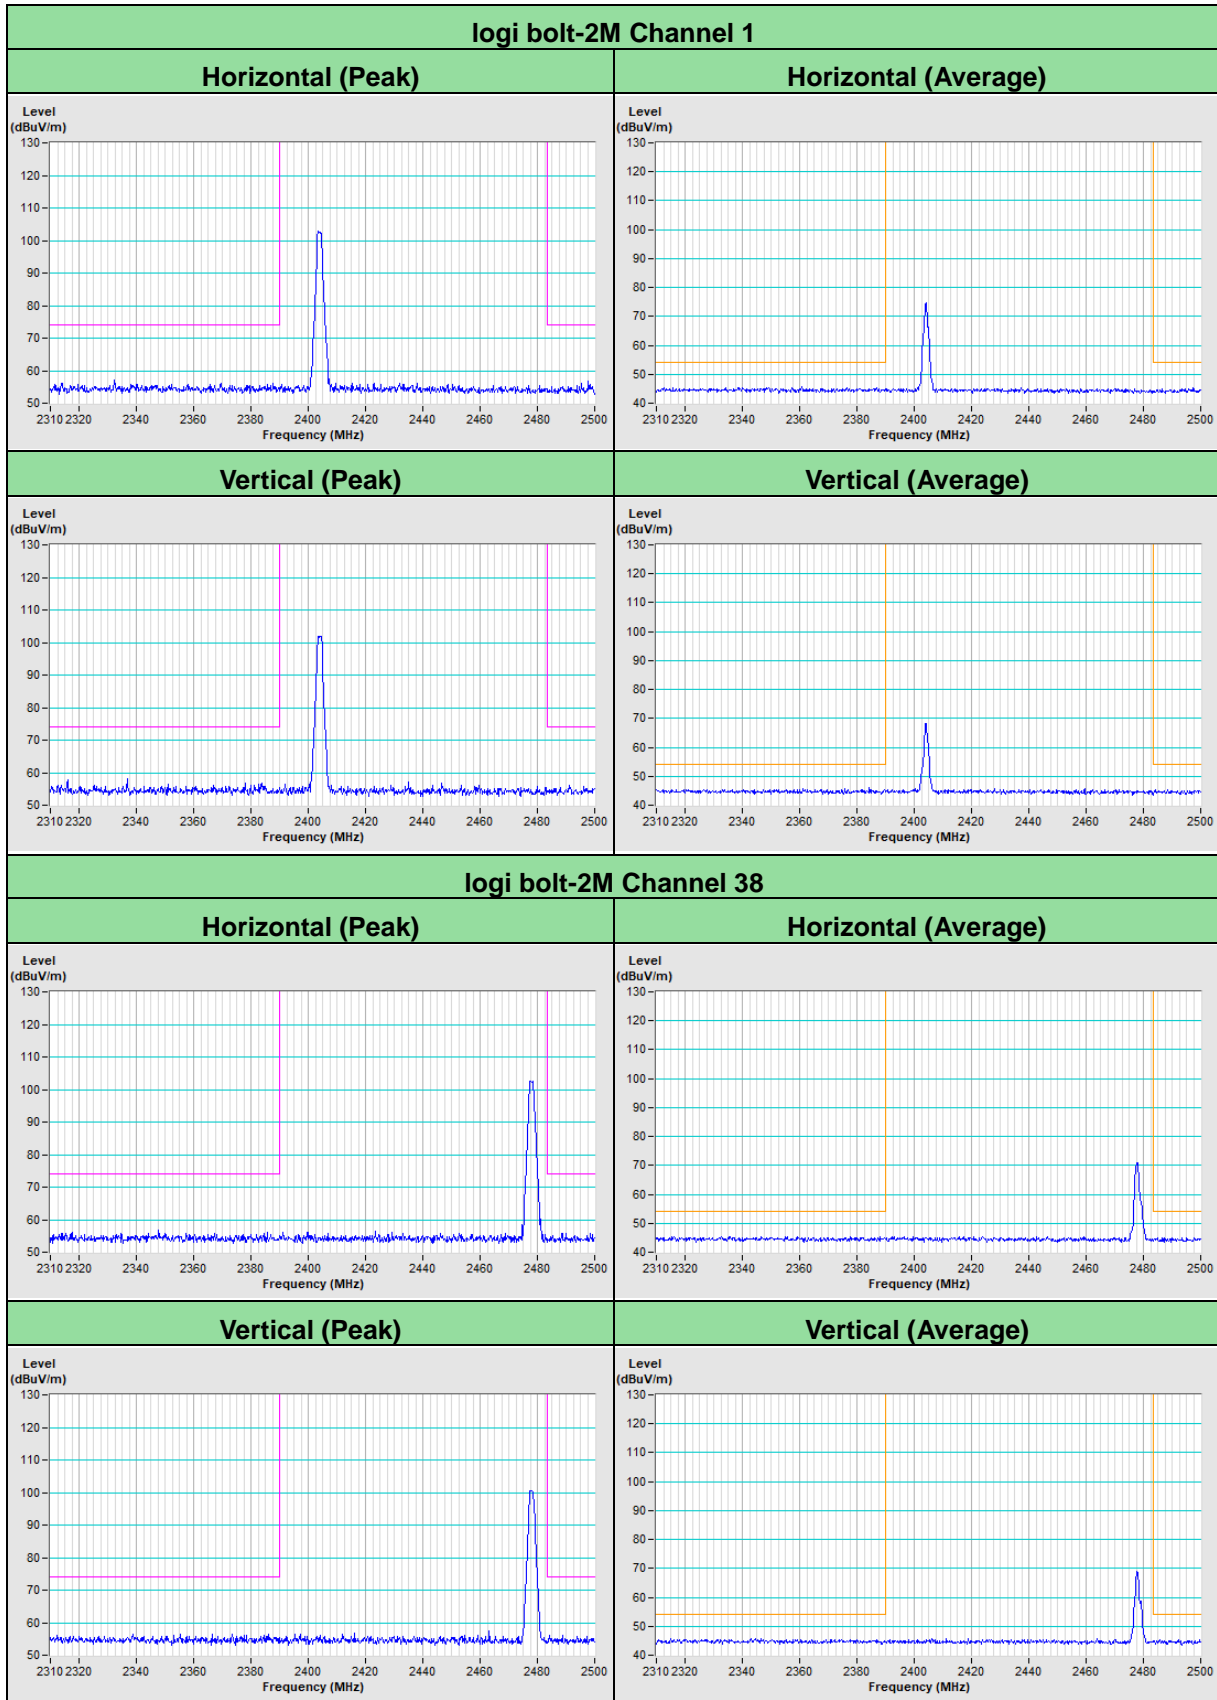 logi bolt-2M Channel 1
Horizontal (Peak)
Horizontal (Average)
Level
(dBuV/m)
130
120
110
100
90
80
70
60
50
2310 2320 2340 2360 2380 2400 2420 2440 2460 2480 2500
Frequency (MHz)
Level
(dBuV/m)
130
120
110
100
90
80
70
60
50
40
2310 2320 2340 2360 2380 2400 2420 2440 2460 2480 2500
Frequency (MHz)
Vertical (Peak)
Vertical (Average)
Level
(dBuV/m)
130
120
110
100
90
80
70
60
50
2310 2320 2340 2360 2380 2400 2420 2440 2460 2480 2500
Frequency (MHz)
Level
(dBuV/m)
130
120
110
100
90
80
70
60
50
40
2310 2320 2340 2360 2380 2400 2420 2440 2460 2480 2500
Frequency (MHz)
logi bolt-2M Channel 38
Horizontal (Peak)
Horizontal (Average)
Level
(dBuV/m)
130
120
110
100
90
80
70
60
50
2310 2320 2340 2360 2380 2400 2420 2440 2460 2480 2500
Frequency (MHz)
Level
(dBuV/m)
130
120
110
100
90
80
70
60
50
40
2310 2320 2340 2360 2380 2400 2420 2440 2460 2480 2500
Frequency (MHz)
Vertical (Peak)
Vertical (Average)
Level
(dBuV/m)
130
120
110
100
90
80
70
60
50
2310 2320 2340 2360 2380 2400 2420 2440 2460 2480 2500
Frequency (MHz)
Level
(dBuV/m)
130
120
110
100
90
80
70
60
50
40
2310 2320 2340 2360 2380 2400 2420 2440 2460 2480 2500
Frequency (MHz)